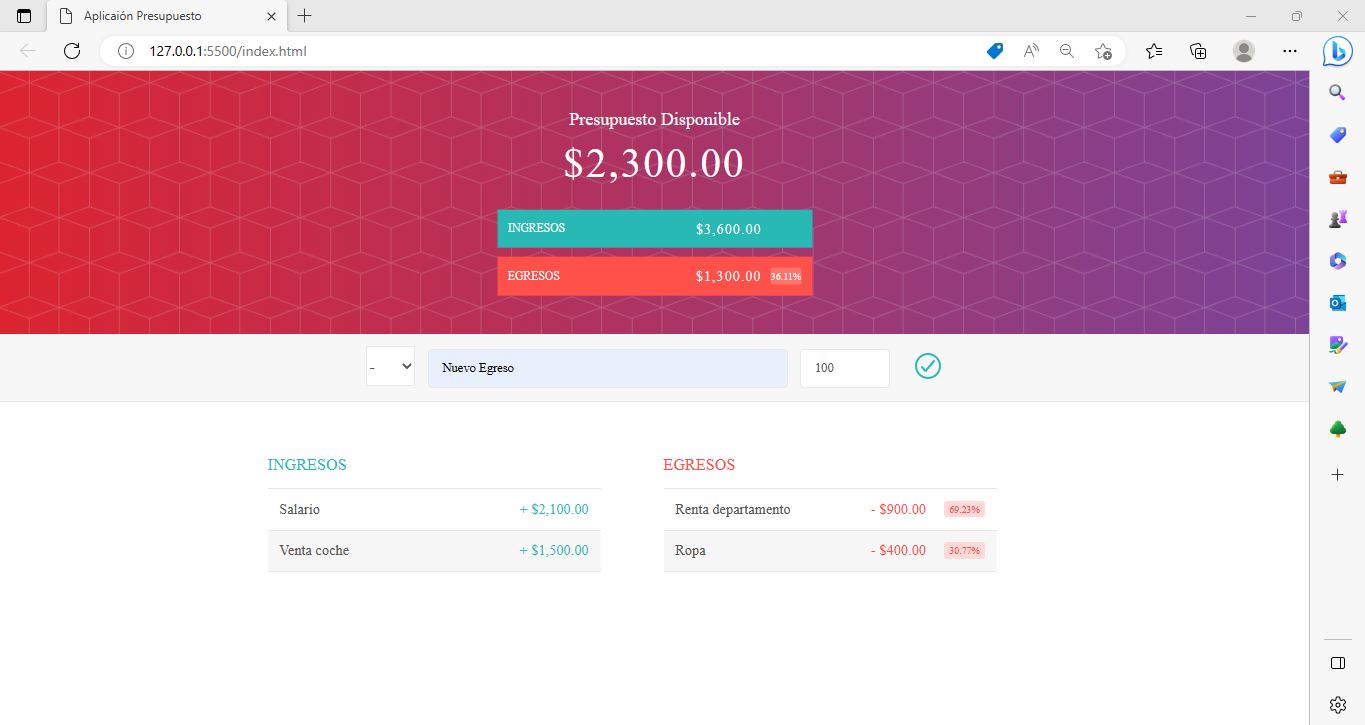 Aplicaión Presupuesto
127.0.0.1:5500/index.html
Presupuesto Disponible
$2,300.00
INGRESOS $3,600.00
EGRESOS $1,300.00 36.11%
- Nuevo Egreso 100
INGRESOS
Salario + $2,100.00
Venta coche + $1,500.00
EGRESOS
Renta departamento - $900.00 69.23%
Ropa - $400.00 30.77%